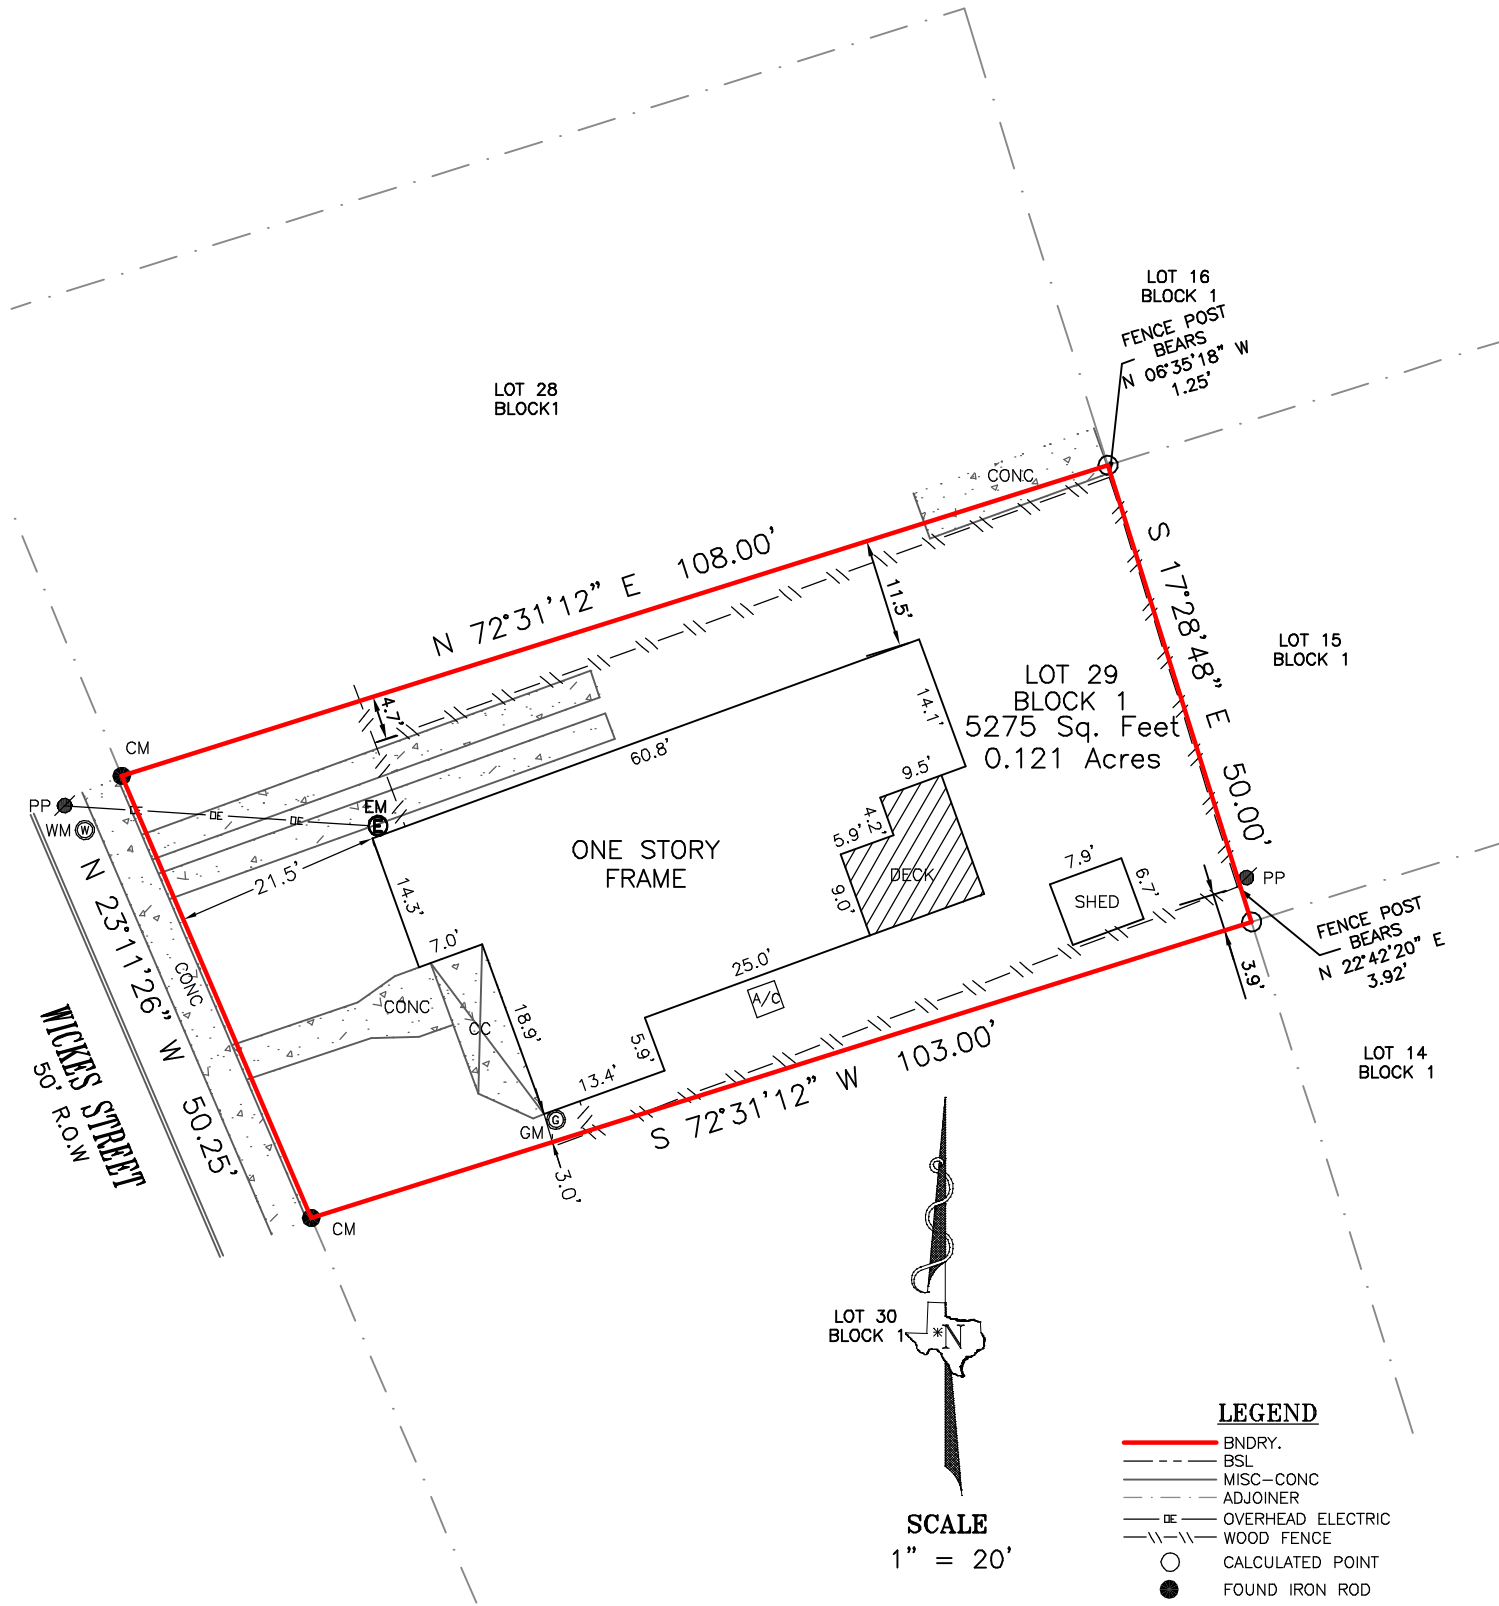 LOT 16
BLOCK 1
FENCE POST
BEARS
N 06°35'18" W
1.25'
LOT 28
BLOCK1
CONC
N 72°31'12" E 108.00'
11.5'
S 17°28'48" E 50.00'
LOT 15
BLOCK 1
LOT 29
BLOCK 1
5275 Sq. Feet
0.121 Acres
4.7'
14.1'
CM
60.8'
9.5'
PP
OE
OE
OE
EM
E
WM
W
4.2'
5.9'
ONE STORY
FRAME
21.5'
14.3'
DECK
9.0'
7.9'
6.7'
SHED
PP
FENCE POST
BEARS
N 22°42'20" E
3.92'
3.9'
N 23°11'26" W 50.25'
CONC
7.0'
25.0'
A/C
CONC
CC
18.9'
5.9'
WICKES STREET
50' R.O.W
103.00'
S 72°31'12" W
LOT 14
BLOCK 1
13.4'
GM
G
3.0'
CM
LOT 30
BLOCK 1
N
SCALE
1" = 20'
LEGEND
BNDRY.
BSL
MISC-CONC
ADJOINER
OE
OVERHEAD ELECTRIC
WOOD FENCE
CALCULATED POINT
FOUND IRON ROD